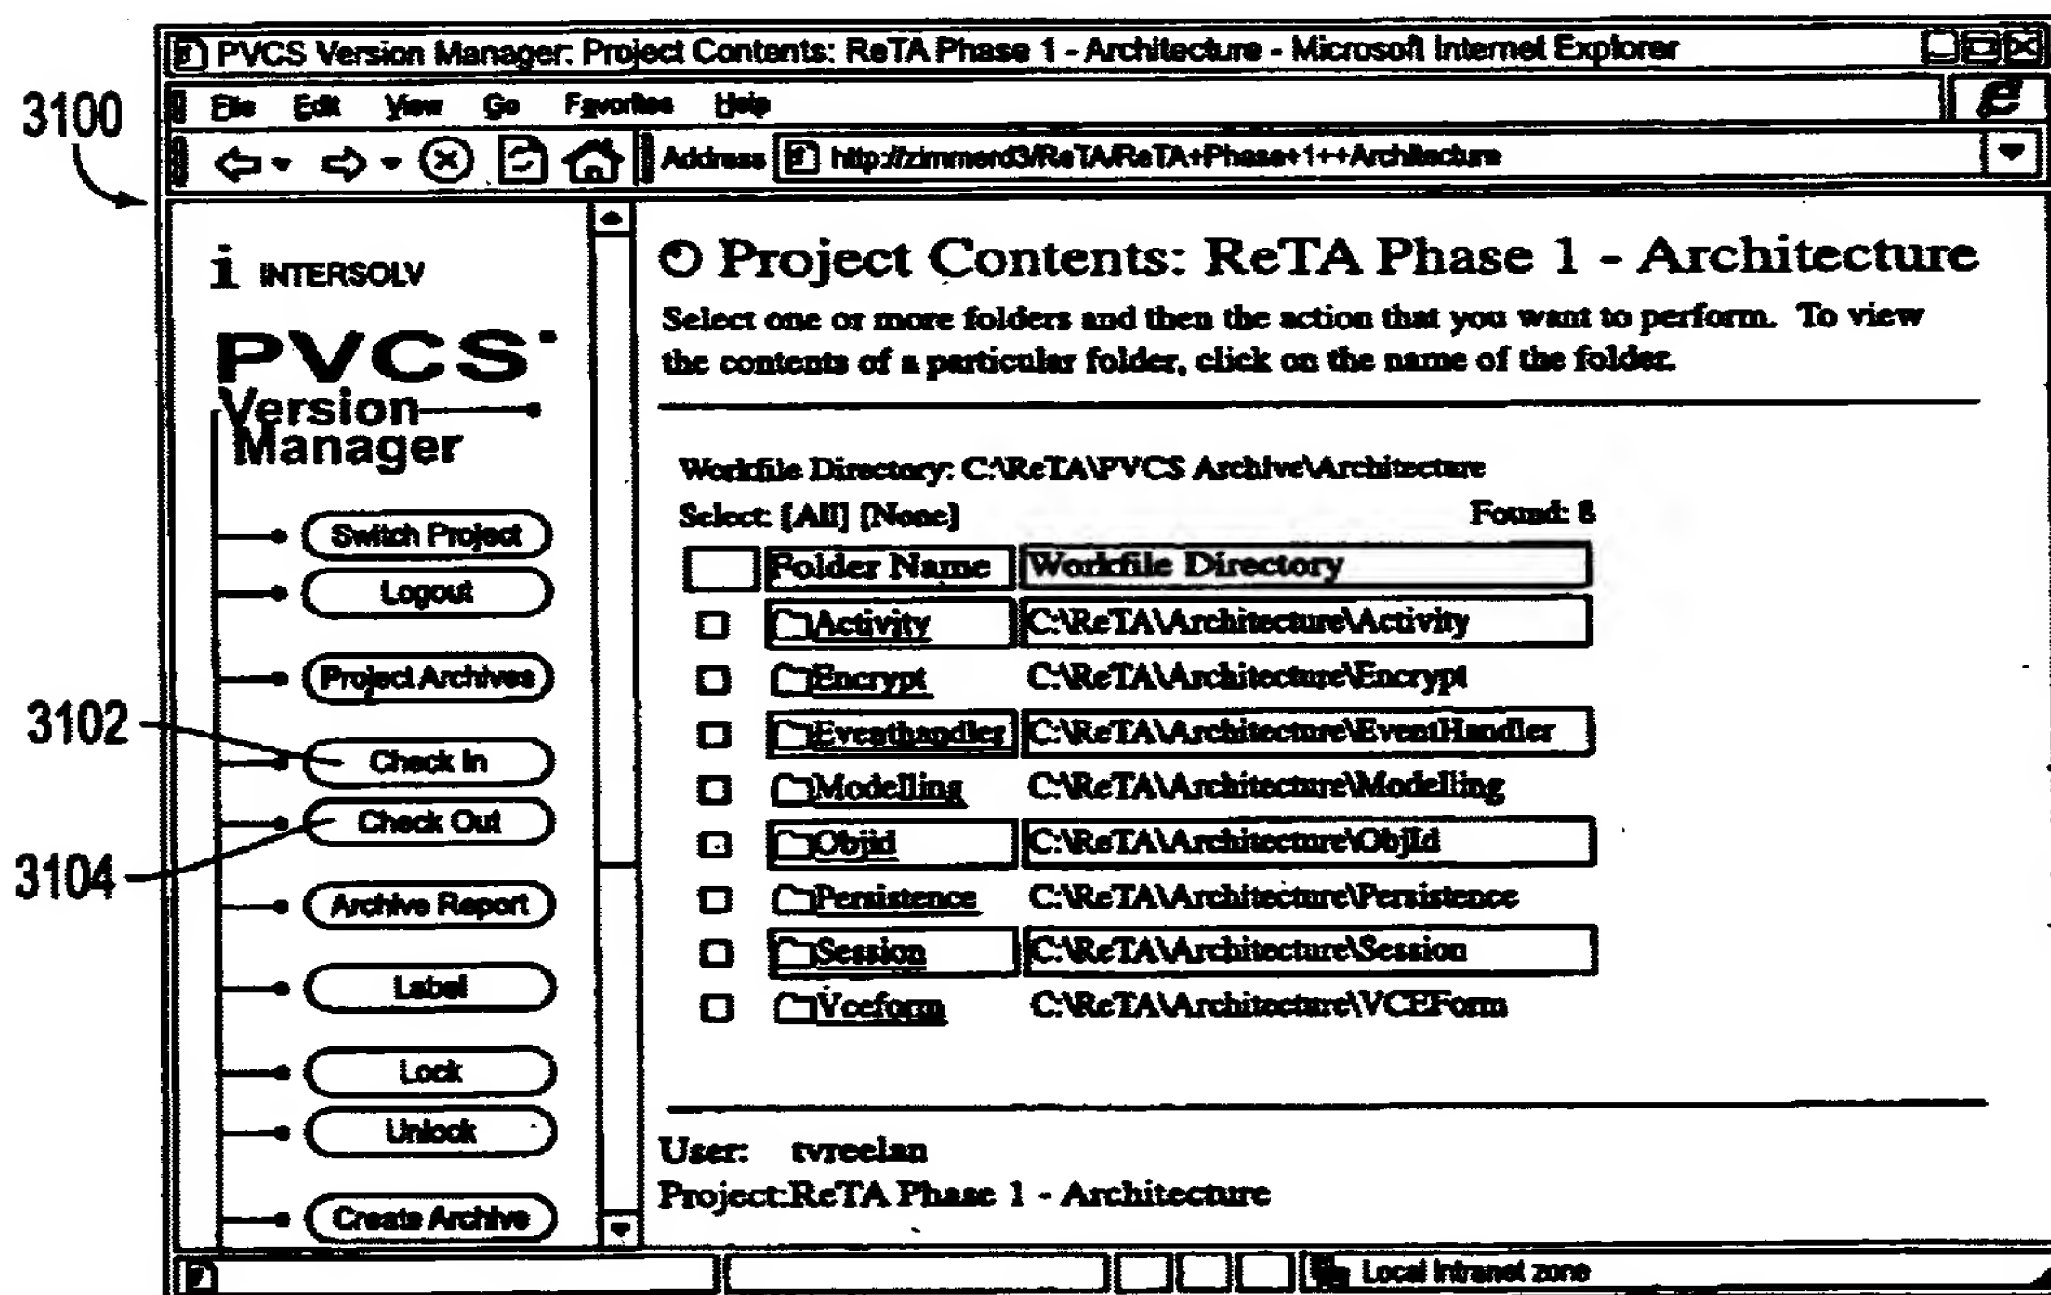 PVCS Version Manager: Project Contents: ReTA Phase 1 - Architecture - Microsoft Internet Explorer
File Edit View Go Favorites Help
Address http://zimmerd3/ReTA/ReTA+Phase+1++Architecture
3100
i INTERSOLV
PVCS
Version
Manager
Switch Project
Logout
Project Archives
3102
Check In
Check Out
3104
Archive Report
Label
Lock
Unlock
Create Archive
Project Contents: ReTA Phase 1 - Architecture
Select one or more folders and then the action that you want to perform. To view
the contents of a particular folder, click on the name of the folder.
Workfile Directory: C:\ReTA\PVCS Archive\Architecture
Select: [All] [None] Found: 8
Folder Name Workfile Directory
Activity C:\ReTA\Architecture\Activity
Encrypt C:\ReTA\Architecture\Encrypt
Eventhandler C:\ReTA\Architecture\EventHandler
Modelling C:\ReTA\Architecture\Modelling
Objid C:\ReTA\Architecture\ObjId
Persistence C:\ReTA\Architecture\Persistence
Session C:\ReTA\Architecture\Session
Vceform C:\ReTA\Architecture\VCEForm
User: tvreelan
Project:ReTA Phase 1 - Architecture
Local intranet zone